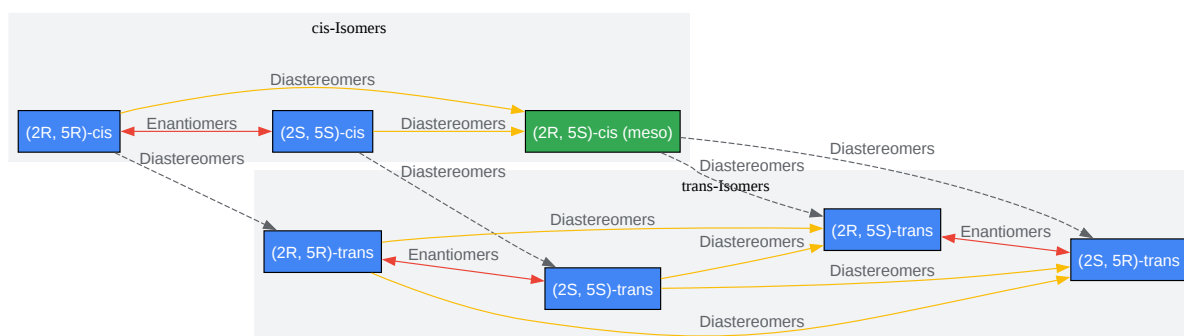 cis-Isomers
Diastereomers
(2R, 5R)-cis
Enantiomers
(2S, 5S)-cis
Diastereomers
(2R, 5S)-cis (meso)
Diastereomers
Diastereomers
Diastereomers
Diastereomers
trans-Isomers
(2R, 5R)-trans
Diastereomers
Enantiomers
(2S, 5S)-trans
Diastereomers
(2R, 5S)-trans
Enantiomers
(2S, 5R)-trans
Diastereomers
Diastereomers